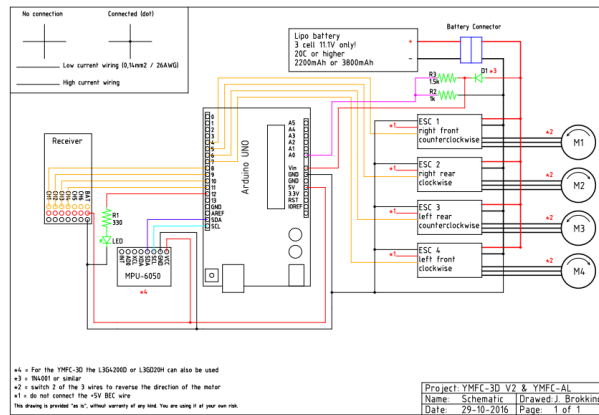 No connection
Connected (dot)
Low current wiring (0,14mm2 / 26AWG)
High current wiring
Lipo battery
3 cell 11.1V only!
20C or higher
2200mAh or 3800mAh
+
-
Battery Connector
D1
*3
R3
1.5k
R2
1k
Receiver
CH1
CH2
CH3
CH4
CH5
CH6
BAT
R1
330
LED
Arduino UNO
0
1
2
3
4
5
6
7
8
9
10
11
12
13
GND
AREF
SDA
SCL
A5
A4
A3
A2
A1
A0
Vin
GND
GND
5V
3.3V
RST
IOREF
INT
AD0
XCL
XDA
SDA
SCL
GND
VCC
MPU-6050
*4
ESC 1
right front
counterclockwise
*1
*2
M1
ESC 2
right rear
clockwise
*1
*2
M2
ESC 3
left rear
counterclockwise
*1
*2
M3
ESC 4
left front
clockwise
*1
*2
M4
*4 = For the YMFC-3D the L3G4200D or L3GD20H can also be used
*3 = 1N4001 or similar
*2 = switch 2 of the 3 wires to reverse the direction of the motor
*1 = do not connect the +5V BEC wire
This drawing is provided "as is", without warranty of any kind. You are using it at your own risk.
Project: YMFC-3D V2 & YMFC-AL
Name: Schematic
Drawed: J. Brokking
Date: 29-10-2016
Page: 1 of 1